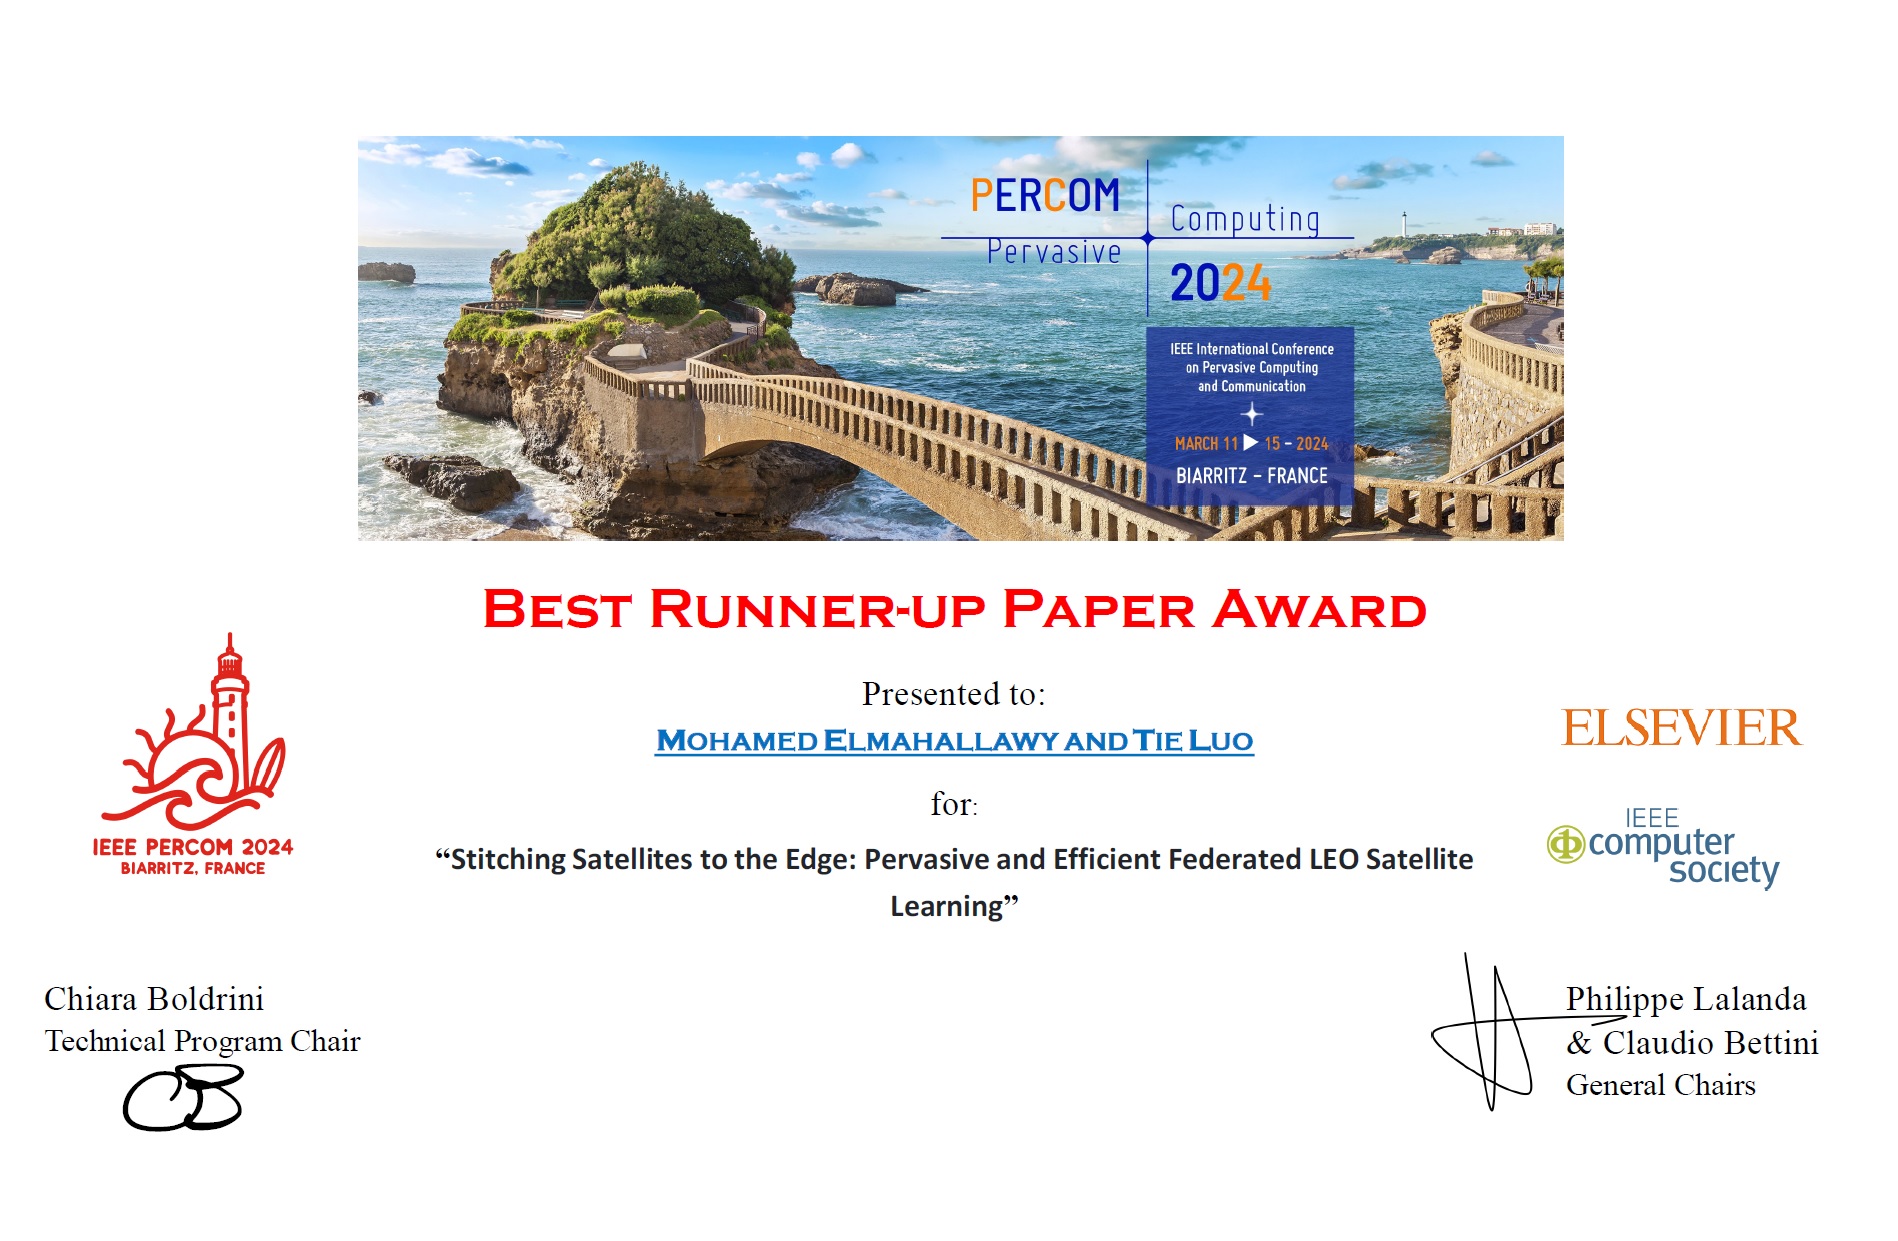 PERCOM
Pervasive
Computing
2024
IEEE International Conference
on Pervasive Computing
and Communication
MARCH 11 ▶ 15 - 2024
BIARRITZ - FRANCE
BEST RUNNER-UP PAPER AWARD
Presented to:
MOHAMED ELMAHALLAWY AND TIE LUO
for:
“Stitching Satellites to the Edge: Pervasive and Efficient Federated LEO Satellite
Learning”
IEEE PERCOM 2024
BIARRITZ, FRANCE
ELSEVIER
IEEE
computer
society
Chiara Boldrini
Technical Program Chair
Philippe Lalanda
& Claudio Bettini
General Chairs